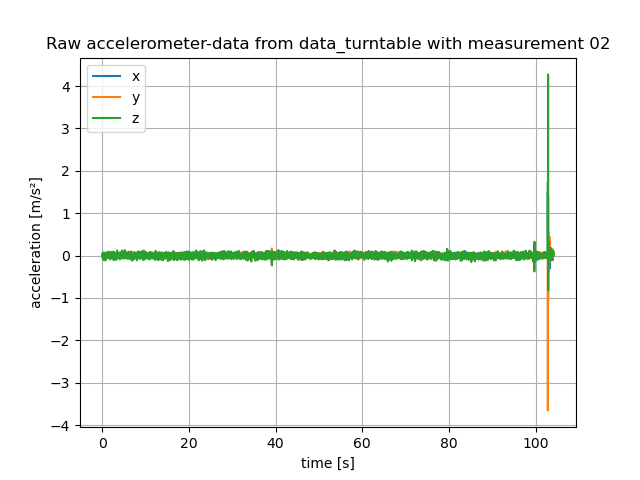 Raw accelerometer-data from data_turntable with measurement 02
x
y
z
4
3
2
1
0
−1
−2
−3
−4
acceleration [m/s²]
0 20 40 60 80 100
time [s]